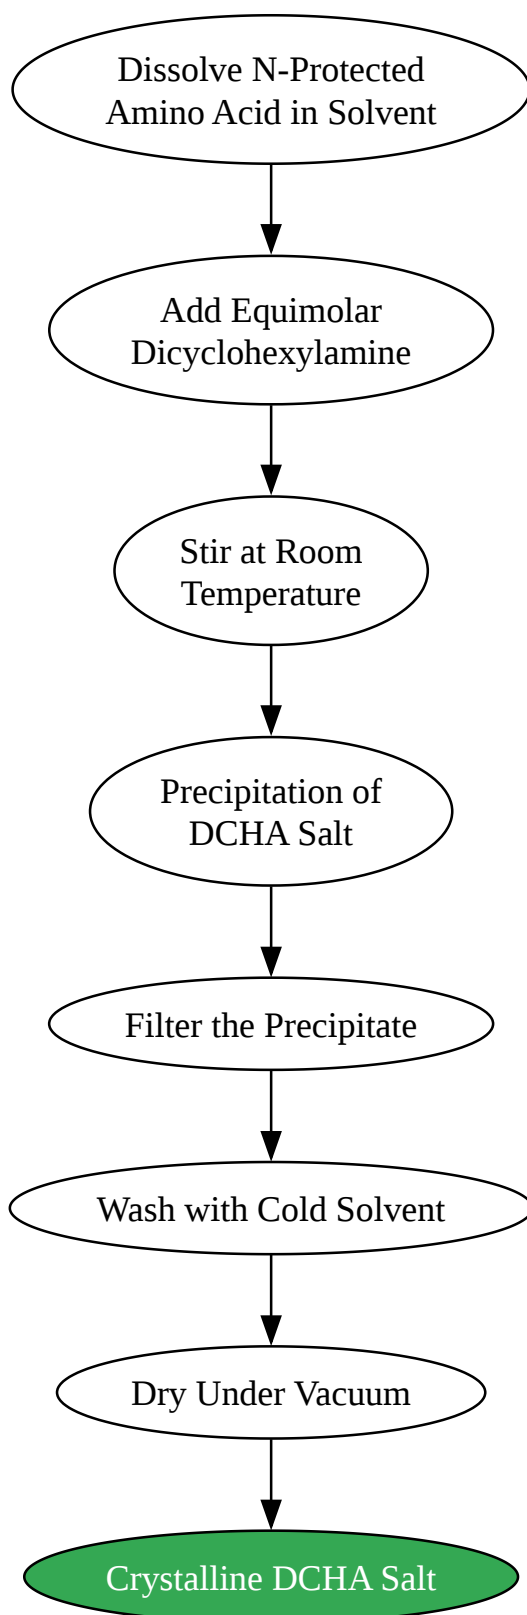 Dissolve N-Protected
Amino Acid in Solvent
Add Equimolar
Dicyclohexylamine
Stir at Room
Temperature
Precipitation of
DCHA Salt
Filter the Precipitate
Wash with Cold Solvent
Dry Under Vacuum
Crystalline DCHA Salt